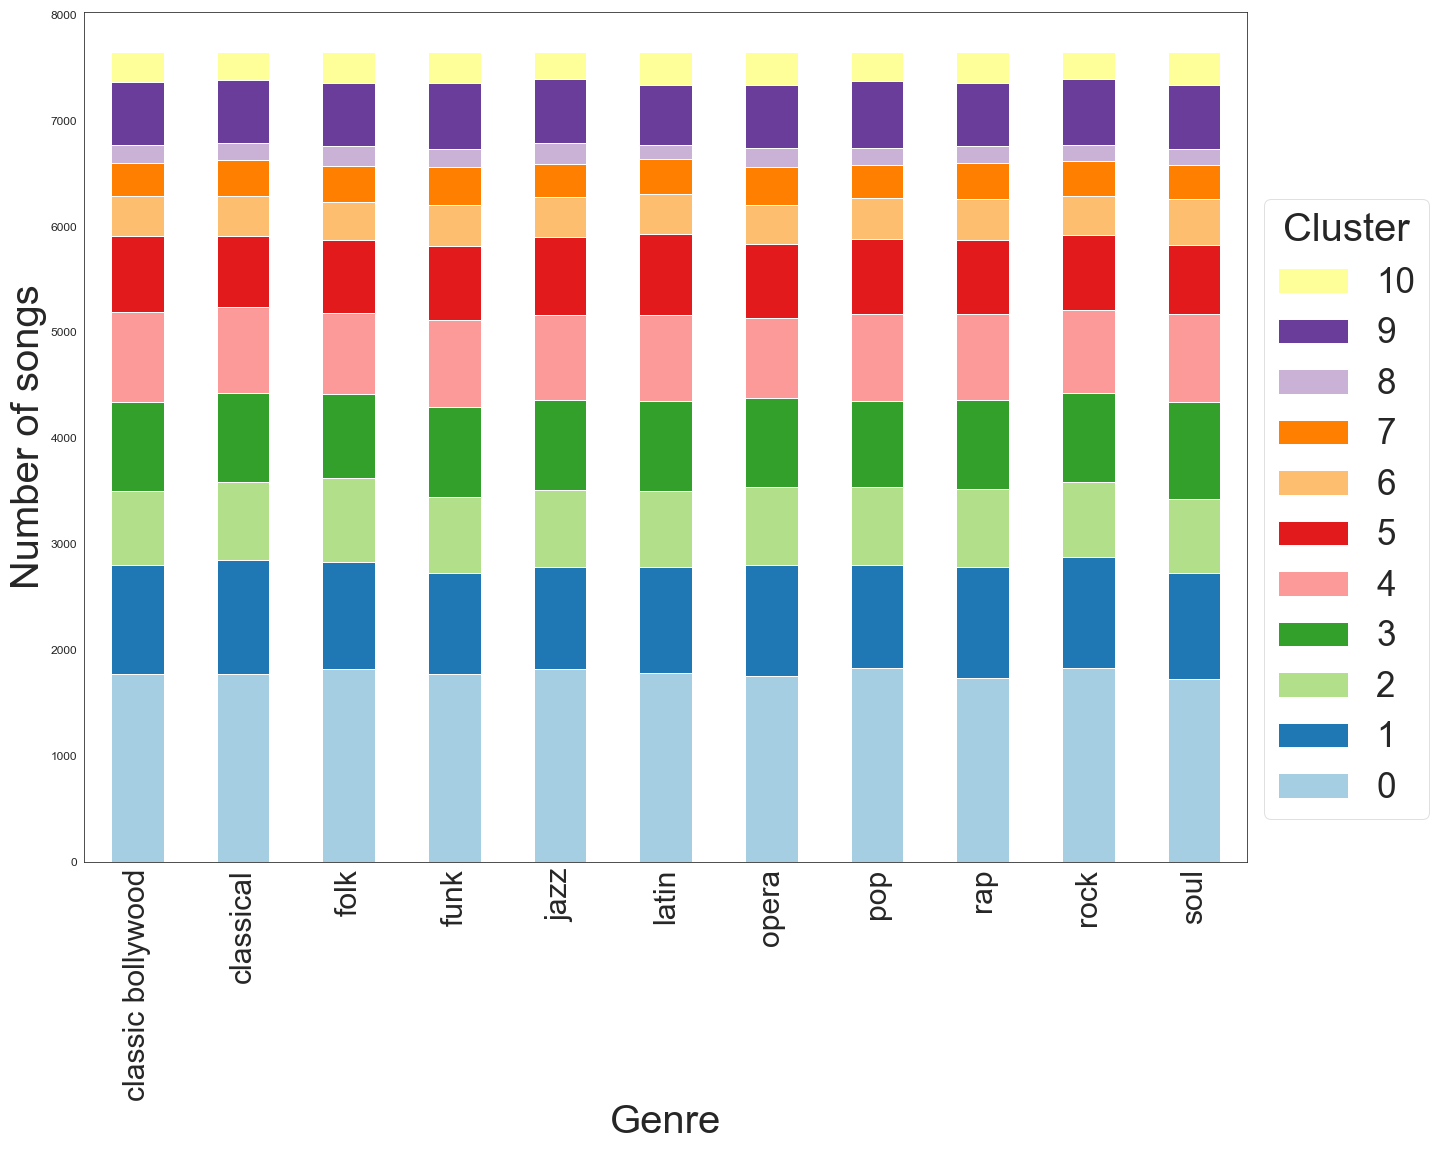 8000
7000
6000
5000
4000
3000
2000
1000
0
Number of songs
classic bollywood
classical
folk
funk
jazz
latin
opera
pop
rap
rock
soul
Genre
Cluster
10
9
8
7
6
5
4
3
2
1
0